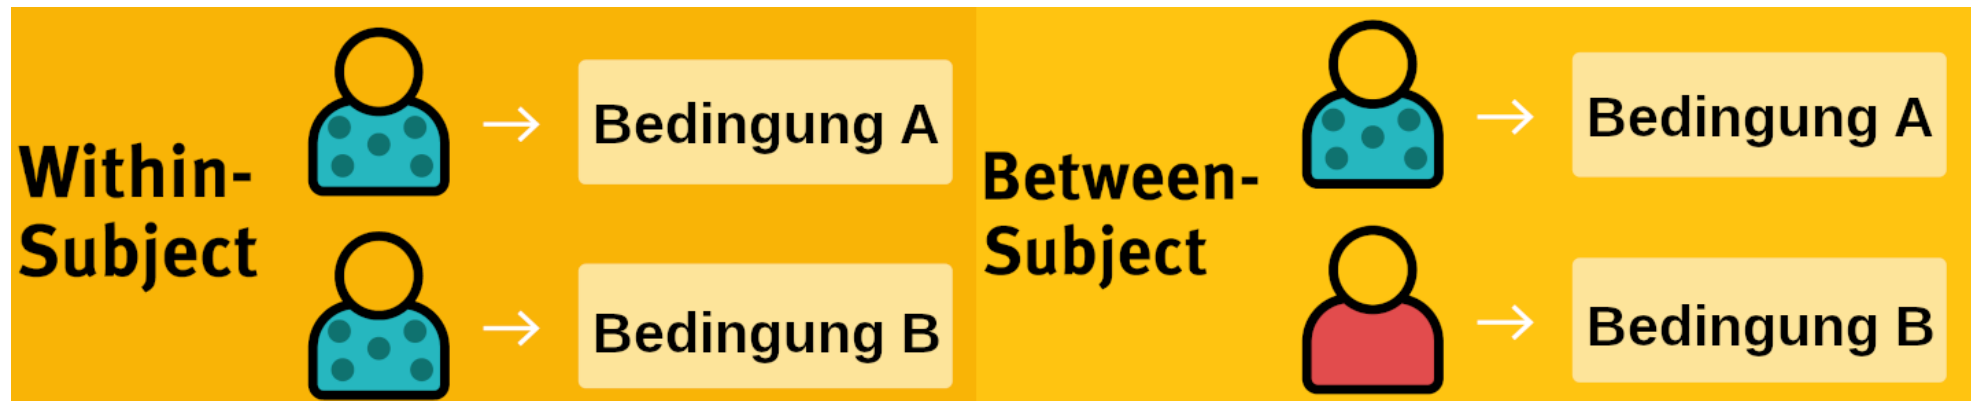 Within-
Subject
Bedingung A
Bedingung B
Between-
Subject
Bedingung A
Bedingung B